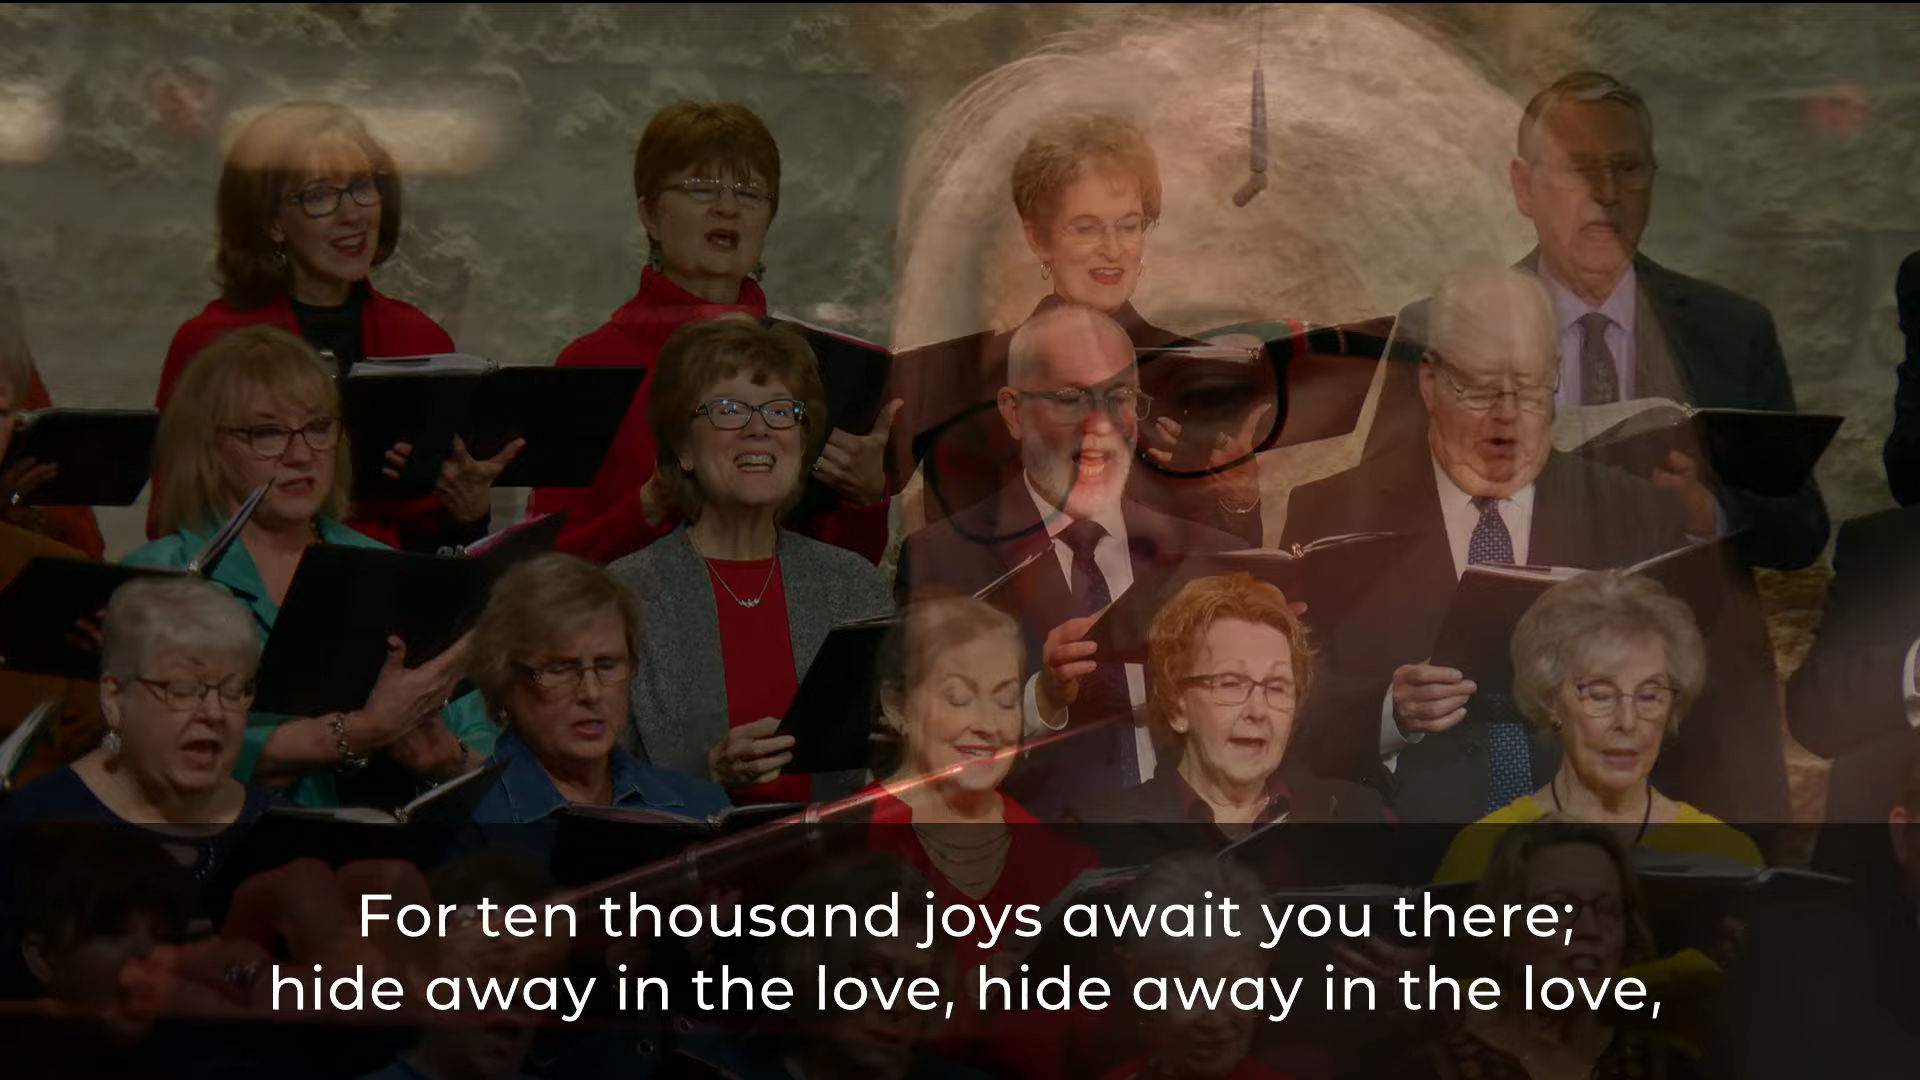 For ten thousand joys await you there;
hide away in the love, hide away in the love,